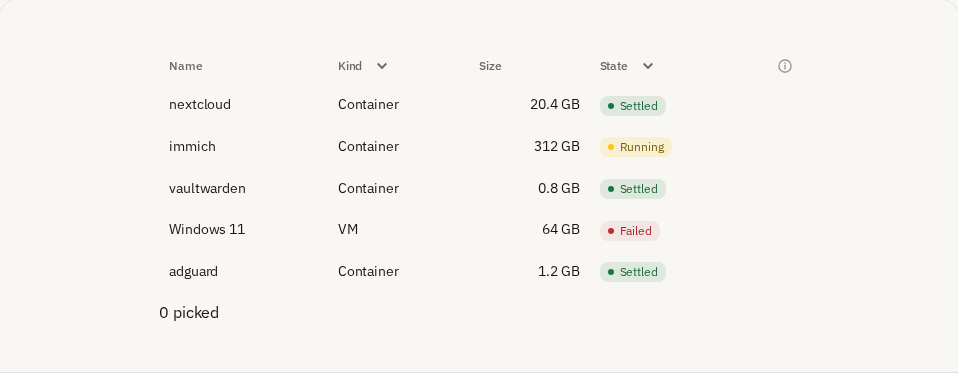 Name Kind Size State
nextcloud Container 20.4 GB Settled
immich Container 312 GB Running
vaultwarden Container 0.8 GB Settled
Windows 11 VM 64 GB Failed
adguard Container 1.2 GB Settled
0 picked